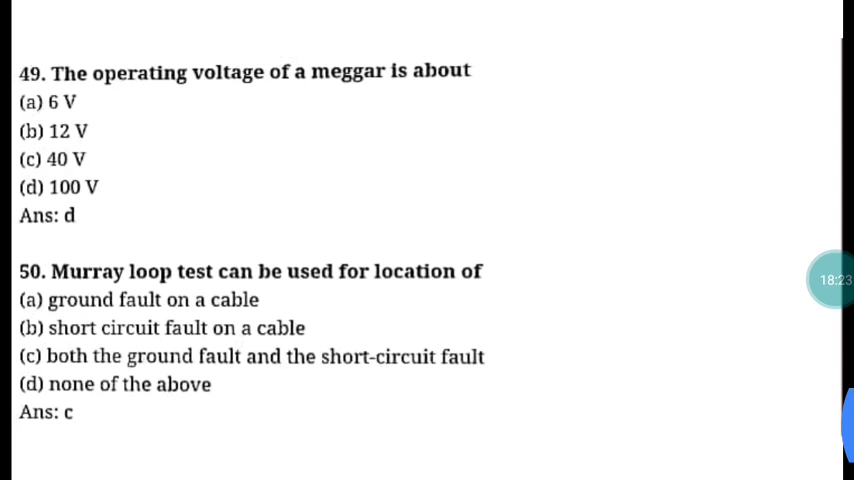 49. The operating voltage of a meggar is about
(a) 6 V
(b) 12 V
(c) 40 V
(d) 100 V
Ans: d
50. Murray loop test can be used for location of
(a) ground fault on a cable
(b) short circuit fault on a cable
(c) both the ground fault and the short-circuit fault
(d) none of the above
Ans: c
18:23